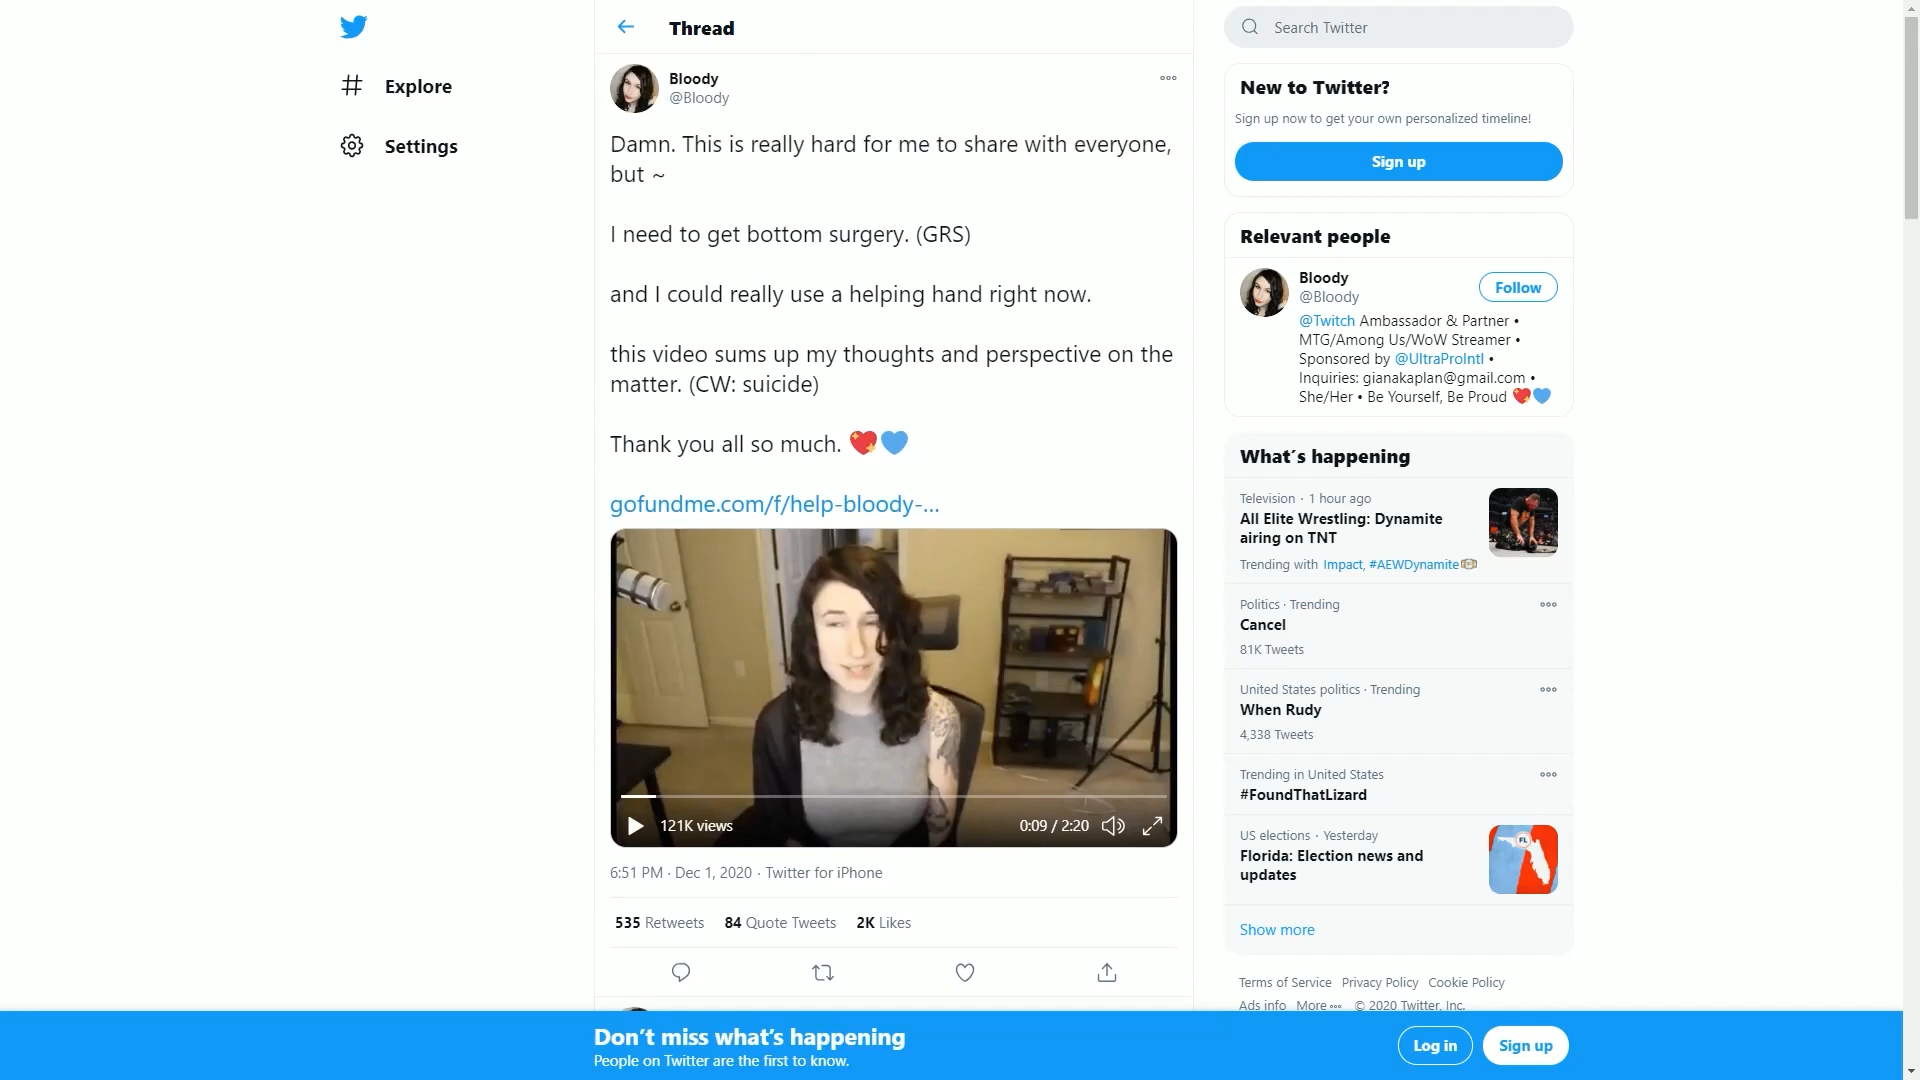 Explore
Settings
Thread
Bloody
@Bloody
Damn. This is really hard for me to share with everyone,
but ~
I need to get bottom surgery. (GRS)
and I could really use a helping hand right now.
this video sums up my thoughts and perspective on the
matter. (CW: suicide)
Thank you all so much. 💖💙
gofundme.com/f/help-bloody-…
121K views
0:09 / 2:20
6:51 PM · Dec 1, 2020 · Twitter for iPhone
535 Retweets 84 Quote Tweets 2K Likes
Search Twitter
New to Twitter?
Sign up now to get your own personalized timeline!
Sign up
Relevant people
Bloody
@Bloody
Follow
@Twitch Ambassador & Partner •
MTG/Among Us/WoW Streamer •
Sponsored by @UltraProIntl •
Inquiries: gianakaplan@gmail.com •
She/Her • Be Yourself, Be Proud 💖💙
What's happening
Television · 1 hour ago
All Elite Wrestling: Dynamite
airing on TNT
Trending with Impact, #AEWDynamite
Politics · Trending
Cancel
81K Tweets
United States politics · Trending
When Rudy
4,338 Tweets
Trending in United States
#FoundThatLizard
US elections · Yesterday
Florida: Election news and
updates
FL
Show more
Terms of Service Privacy Policy Cookie Policy
Ads info More © 2020 Twitter, Inc.
Don't miss what's happening
People on Twitter are the first to know.
Log in
Sign up